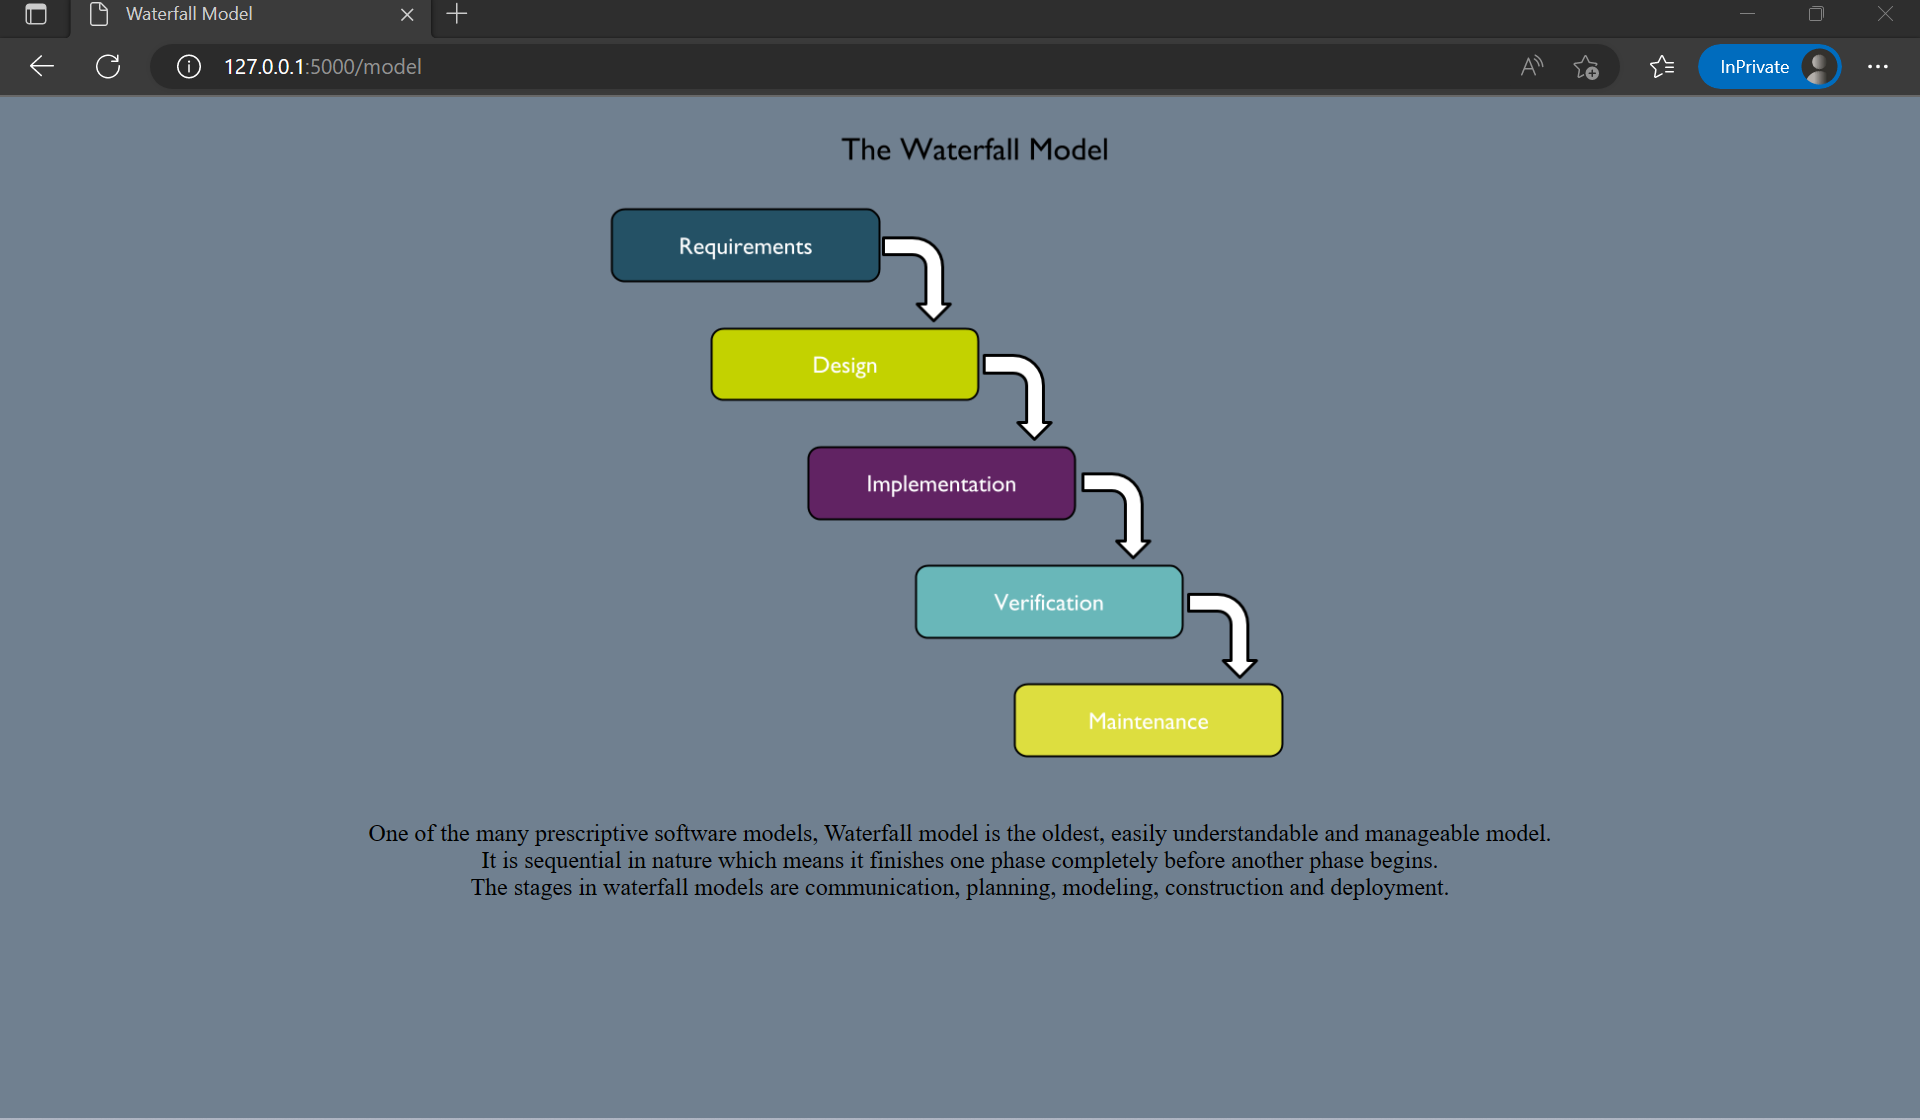 Waterfall Model
127.0.0.1:5000/model
InPrivate
The Waterfall Model
Requirements
Design
Implementation
Verification
Maintenance
One of the many prescriptive software models, Waterfall model is the oldest, easily understandable and manageable model.
It is sequential in nature which means it finishes one phase completely before another phase begins.
The stages in waterfall models are communication, planning, modeling, construction and deployment.